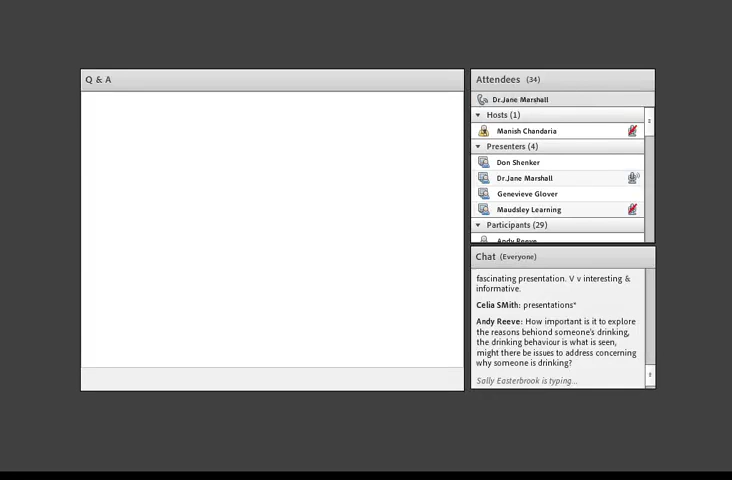 Q & A
Attendees (34)
Dr.Jane Marshall
Hosts (1)
Manish Chandaria
Presenters (4)
Don Shenker
Dr.Jane Marshall
Genevieve Glover
Maudsley Learning
Participants (29)
Andy Reeve
Chat (Everyone)
fascinating presentation. V v interesting &
informative.
Celia SMith: presentations*
Andy Reeve: How important is it to explore
the reasons behiond someone's drinking,
the drinking behaviour is what is seen,
might there be issues to address concerning
why someone is drinking?
Sally Easterbrook is typing...